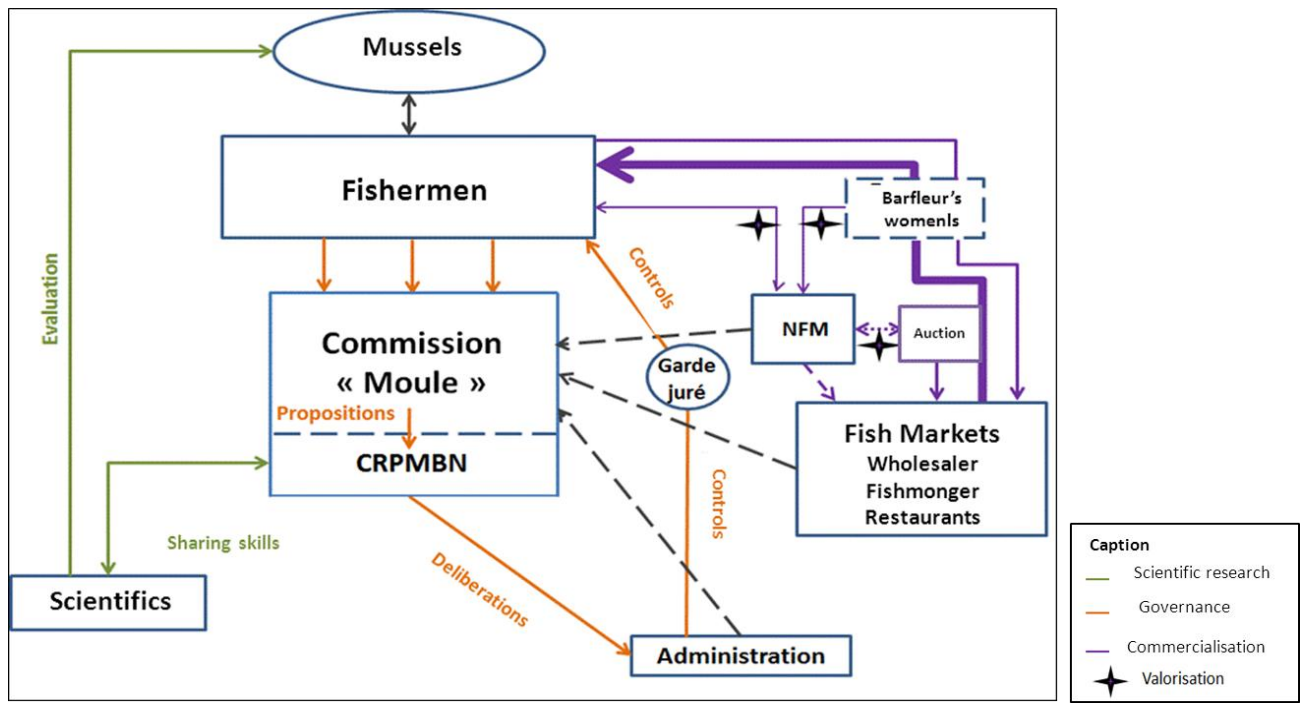 Mussels
Fishermen
Barfleur's
womenls
Controls
Evaluation
NFM
Auction
Commission
« Moule »
Garde
juré
Propositions
CRPMBN
Fish Markets
Wholesaler
Fishmonger
Restaurants
Controls
Sharing skills
Deliberations
Scientifics
Administration
Caption
Scientific research
Governance
Commercialisation
Valorisation